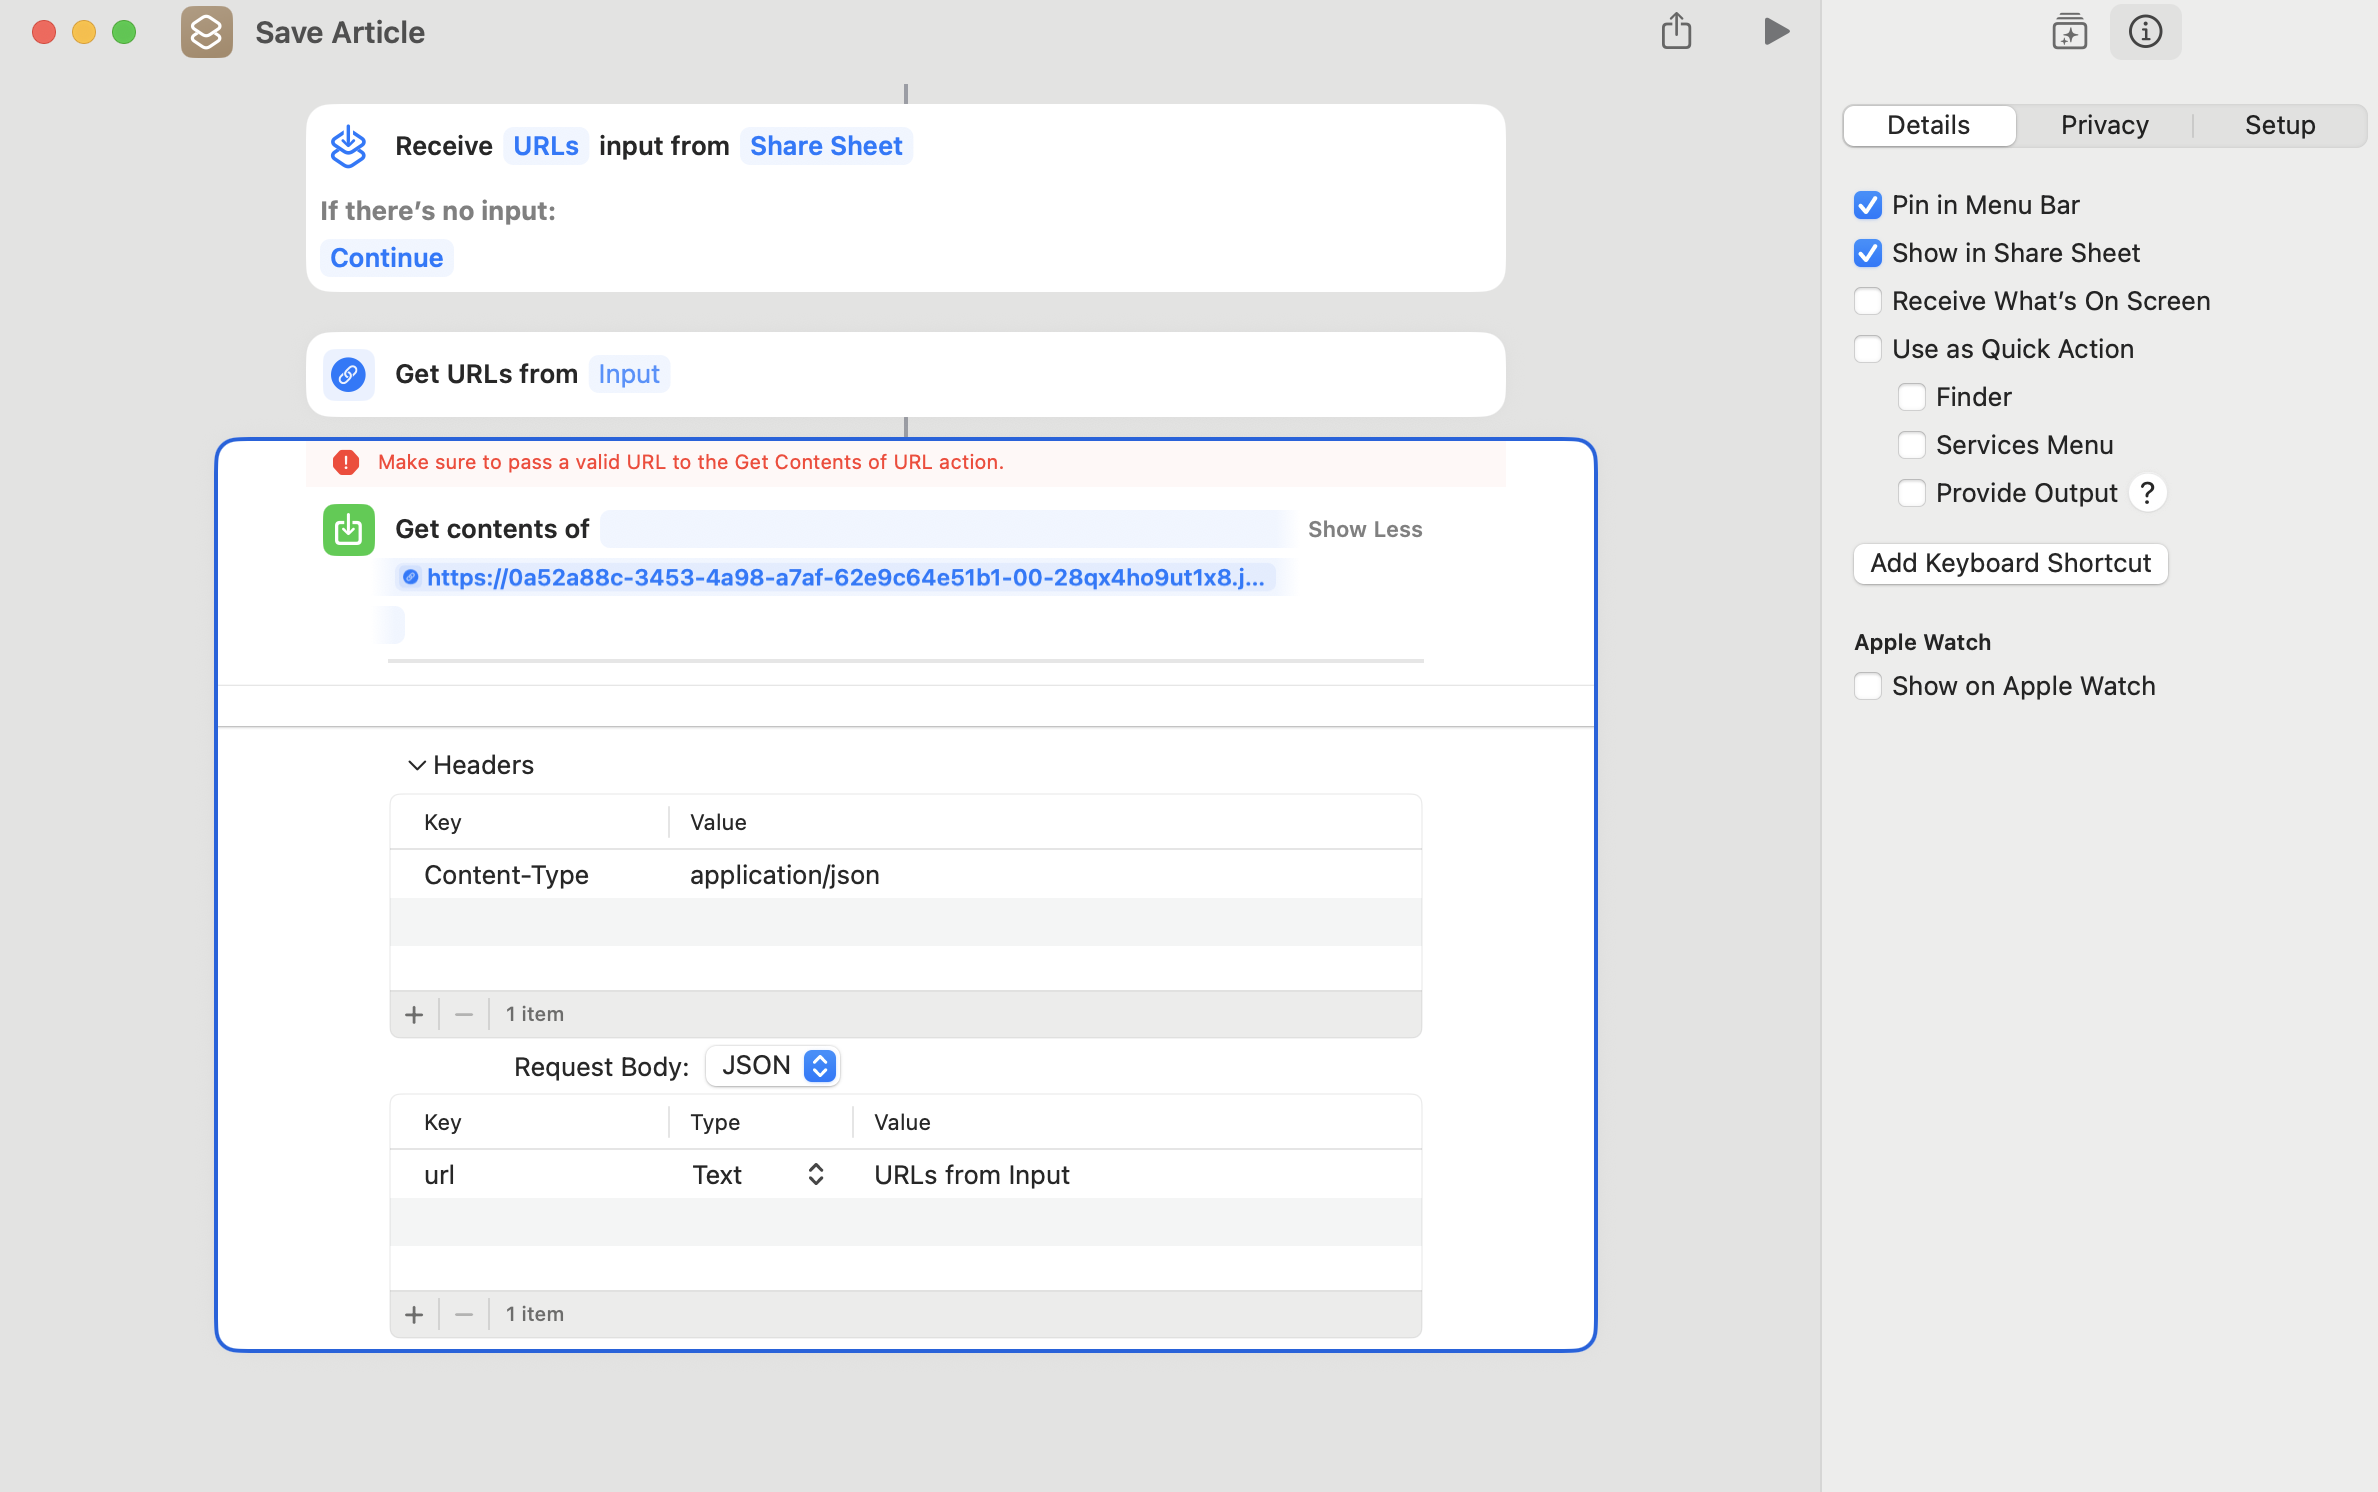 Save Article
Receive URLs input from Share Sheet
If there's no input:
Continue
Get URLs from Input
Make sure to pass a valid URL to the Get Contents of URL action.
Get contents of
Show Less
https://0a52a88c-3453-4a98-a7af-62e9c64e51b1-00-28qx4ho9ut1x8.j...
Headers
Key Value
Content-Type application/json
1 item
Request Body: JSON
Key Type Value
url Text URLs from Input
1 item
Details Privacy Setup
Pin in Menu Bar
Show in Share Sheet
Receive What's On Screen
Use as Quick Action
Finder
Services Menu
Provide Output ?
Add Keyboard Shortcut
Apple Watch
Show on Apple Watch